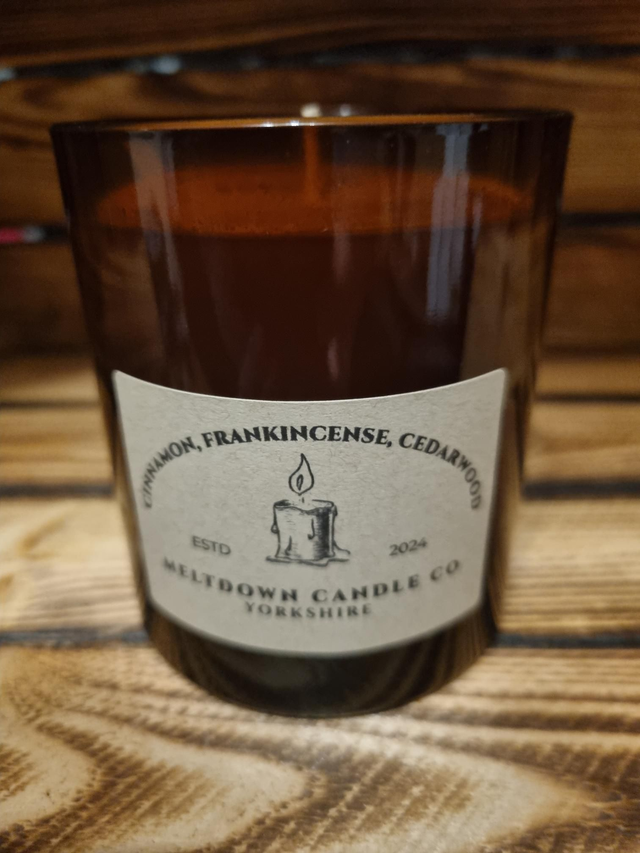 CINNAMON, FRANKINCENSE, CEDARWOOD
ESTD 2024
MELTDOWN CANDLE CO
YORKSHIRE